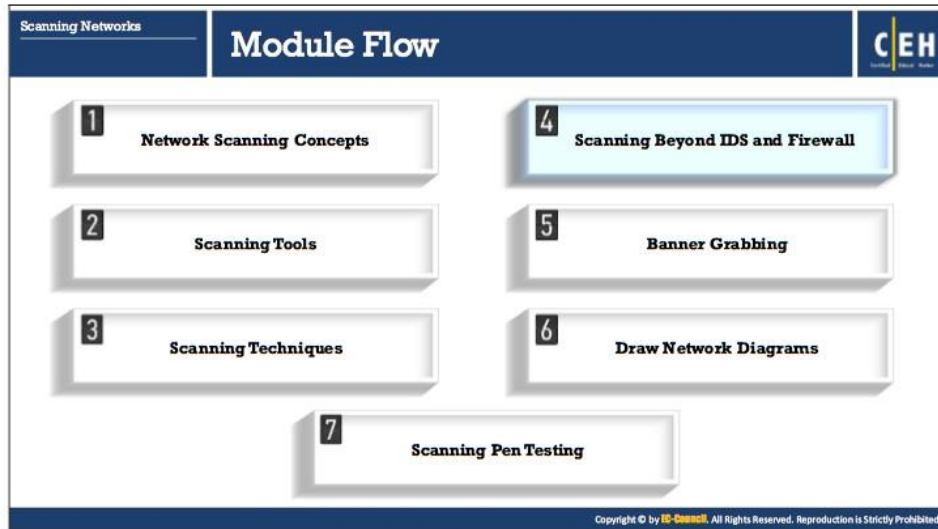 Scanning Networks
Module Flow
CEH
1
Network Scanning Concepts
2
Scanning Tools
3
Scanning Techniques
4
Scanning Beyond IDS and Firewall
5
Banner Grabbing
6
Draw Network Diagrams
7
Scanning Pen Testing
Copyright © by EC-Council. All Rights Reserved. Reproduction is Strictly Prohibited